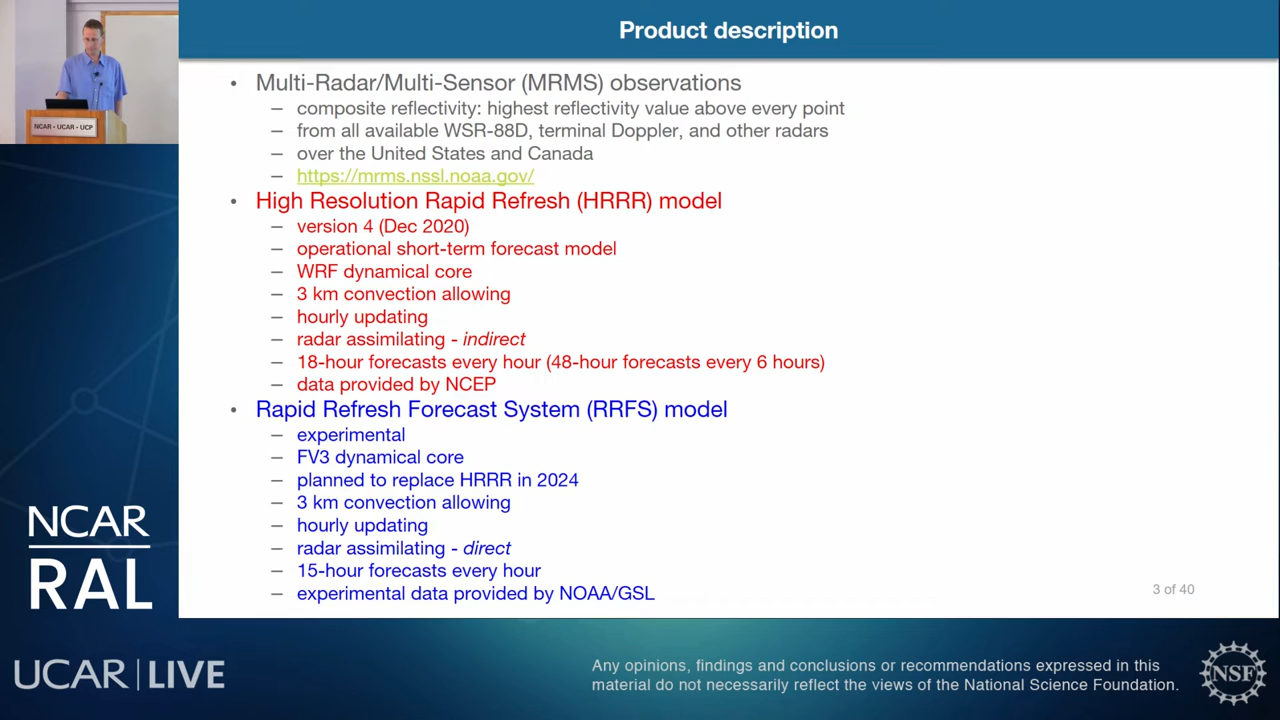 Product description
NCAR • UCAR • UCP
• Multi-Radar/Multi-Sensor (MRMS) observations
– composite reflectivity: highest reflectivity value above every point
– from all available WSR-88D, terminal Doppler, and other radars
– over the United States and Canada
– https://mrms.nssl.noaa.gov/
• High Resolution Rapid Refresh (HRRR) model
– version 4 (Dec 2020)
– operational short-term forecast model
– WRF dynamical core
– 3 km convection allowing
– hourly updating
– radar assimilating - indirect
– 18-hour forecasts every hour (48-hour forecasts every 6 hours)
– data provided by NCEP
• Rapid Refresh Forecast System (RRFS) model
– experimental
– FV3 dynamical core
– planned to replace HRRR in 2024
– 3 km convection allowing
– hourly updating
– radar assimilating - direct
– 15-hour forecasts every hour
– experimental data provided by NOAA/GSL
3 of 40
NCAR
RAL
UCAR | LIVE
Any opinions, findings and conclusions or recommendations expressed in this
material do not necessarily reflect the views of the National Science Foundation.
NSF